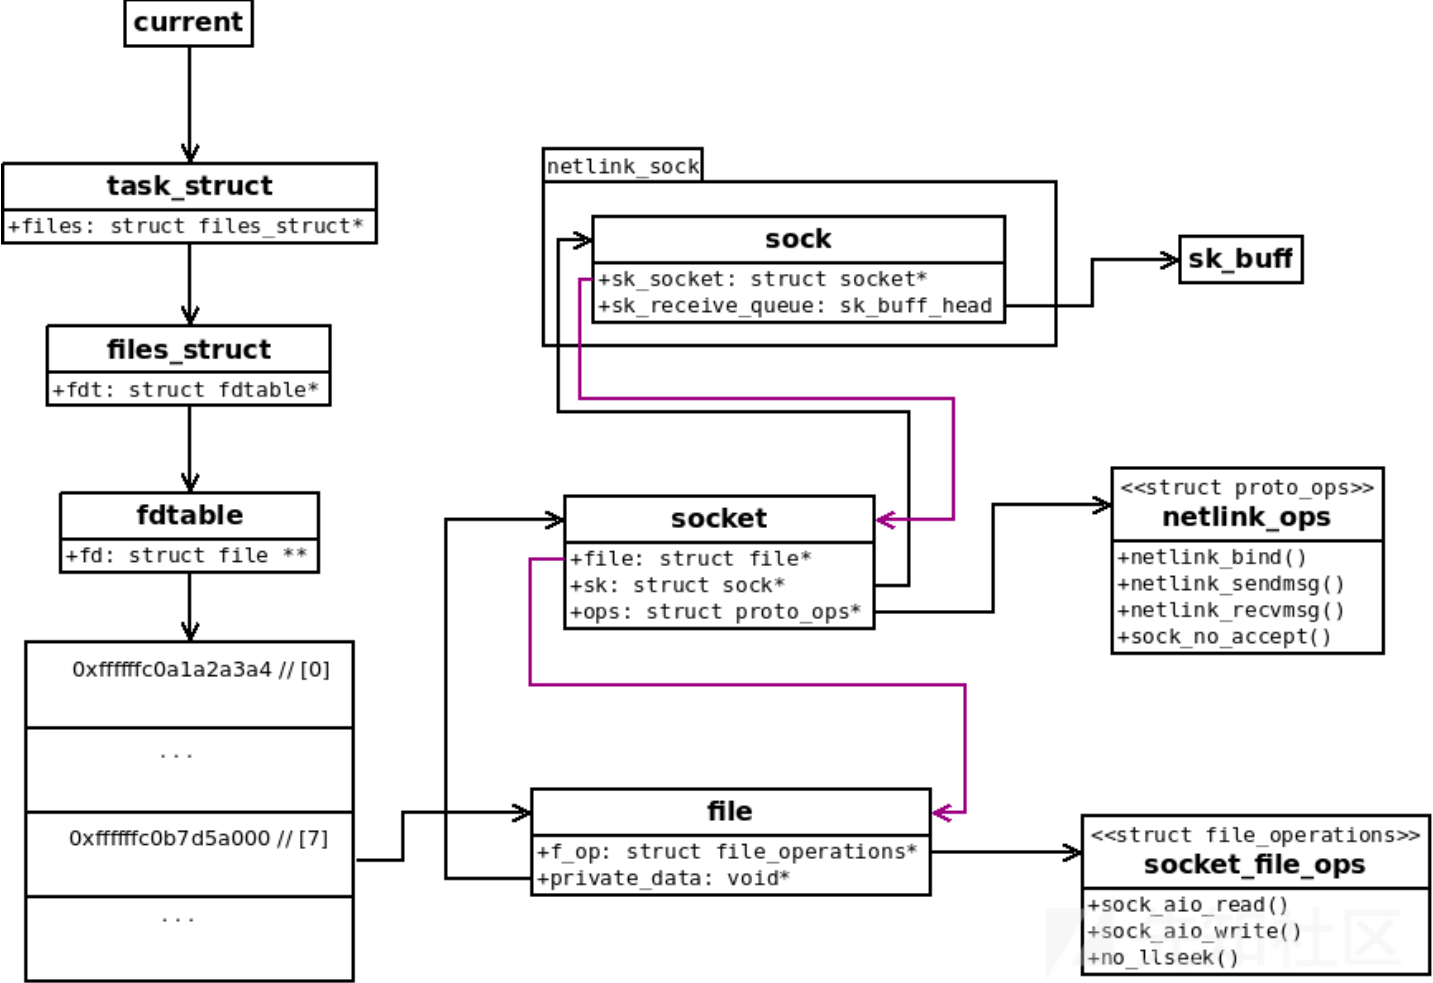 current
task_struct
+files: struct files_struct*
files_struct
+fdt: struct fdtable*
fdtable
+fd: struct file **
0xffffffc0a1a2a3a4 // [0]
. . .
0xffffffc0b7d5a000 // [7]
. . .
netlink_sock
sock
+sk_socket: struct socket*
+sk_receive_queue: sk_buff_head
sk_buff
socket
+file: struct file*
+sk: struct sock*
+ops: struct proto_ops*
<<struct proto_ops>>
netlink_ops
+netlink_bind()
+netlink_sendmsg()
+netlink_recvmsg()
+sock_no_accept()
file
+f_op: struct file_operations*
+private_data: void*
<<struct file_operations>>
socket_file_ops
+sock_aio_read()
+sock_aio_write()
+no_llseek()
社区